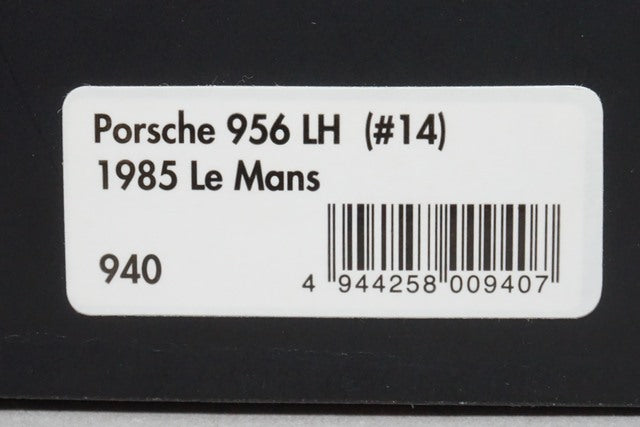 Porsche 956 LH (#14)
1985 Le Mans
940
4 944258 009407